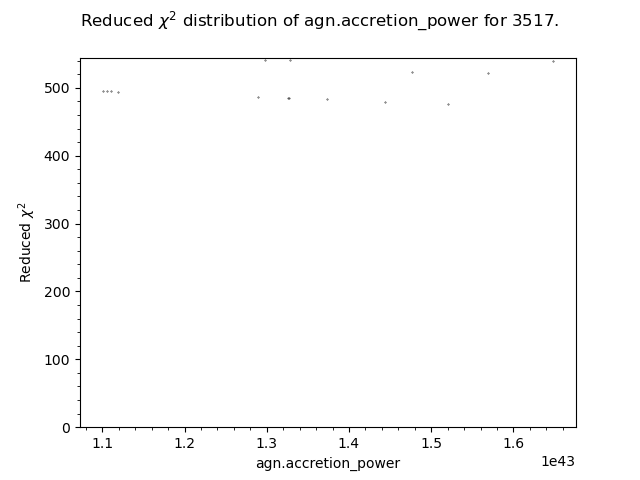 Reduced χ² distribution of agn.accretion_power for 3517.
500
400
300
200
100
0
Reduced χ²
1.1 1.2 1.3 1.4 1.5 1.6
1e43
agn.accretion_power